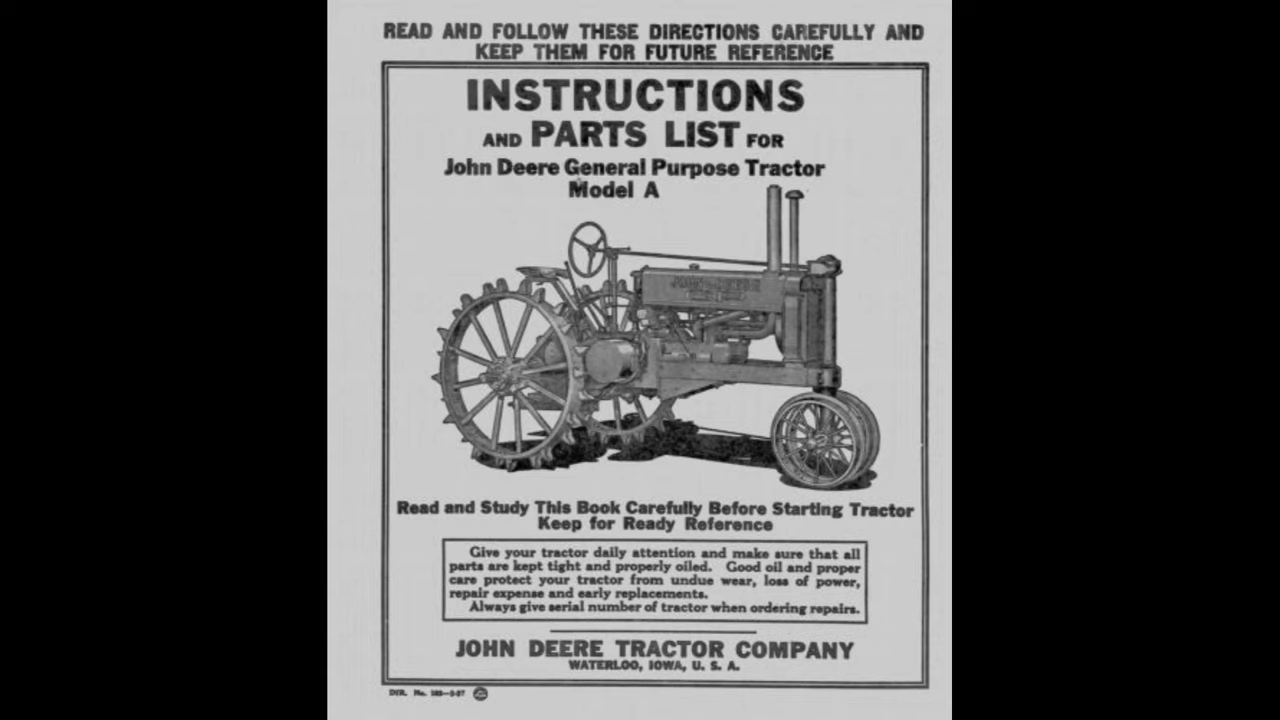 READ AND FOLLOW THESE DIRECTIONS CAREFULLY AND
KEEP THEM FOR FUTURE REFERENCE
INSTRUCTIONS
AND PARTS LIST FOR
John Deere General Purpose Tractor
Model A
JOHN DEERE
Read and Study This Book Carefully Before Starting Tractor
Keep for Ready Reference
Give your tractor daily attention and make sure that all
parts are kept tight and properly oiled. Good oil and proper
care protect your tractor from undue wear, loss of power,
repair expense and early replacements.
Always give serial number of tractor when ordering repairs.
JOHN DEERE TRACTOR COMPANY
WATERLOO, IOWA, U. S. A.
DIR. No.